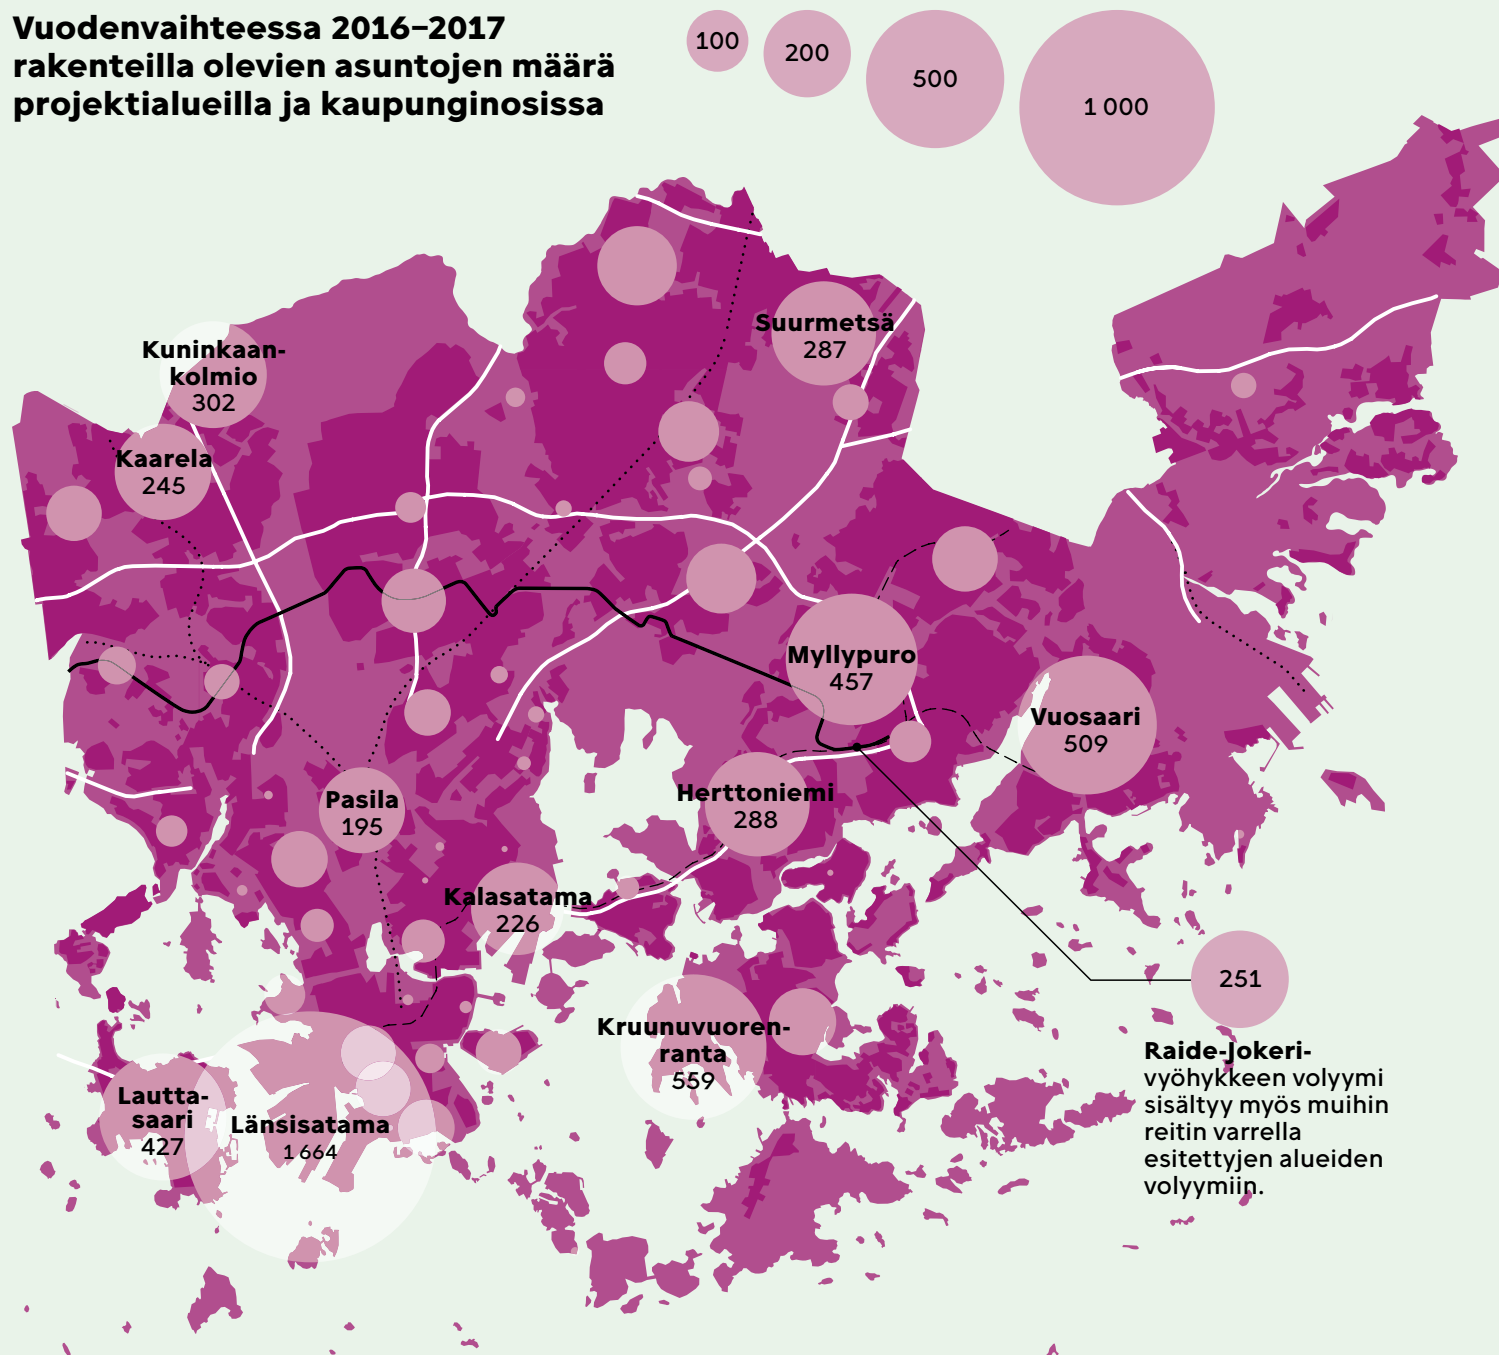 Vuodenvaihteessa 2016–2017
rakenteilla olevien asuntojen määrä
projektialueilla ja kaupunginosissa
100
200
500
1 000
Suurmetsä
287
Kuninkaan-
kolmio
302
Kaarela
245
Myllypuro
457
Vuosaari
509
Herttoniemi
288
Pasila
195
Kalasatama
226
251
Kruunuvuoren-
ranta
559
Lautta-
saari
427
Länsisatama
1 664
Raide-Jokeri-
vyöhykkeen volyymi
sisältyy myös muihin
reitin varrella
esitettyjen alueiden
volyymiin.